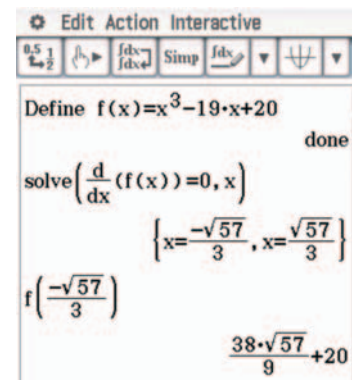 Edit Action Interactive
0.5 1 2 ∫dx ∫dx Simp ∫dx
Define f(x)=x³−19·x+20
done
solve(d/dx(f(x))=0,x)
{x=−√57/3, x=√57/3}
f(−√57/3)
38·√57/9+20